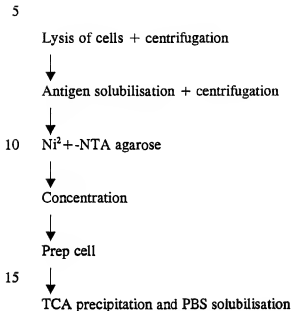 5
Lysis of cells + centrifugation
Antigen solubilisation + centrifugation
10 Ni²+-NTA agarose
Concentration
Prep cell
15
TCA precipitation and PBS solubilisation